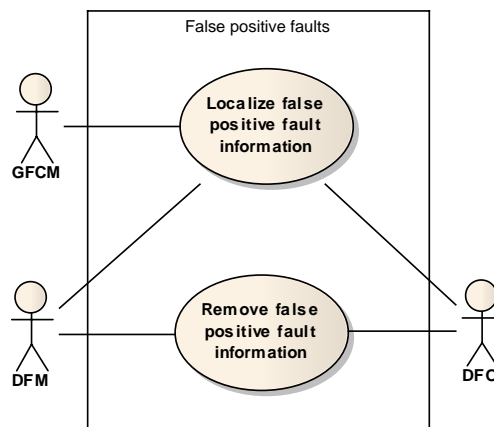 False positive faults
Localize false
positive fault
information
GFCM
Remove false
positive fault
information
DFM
DFC